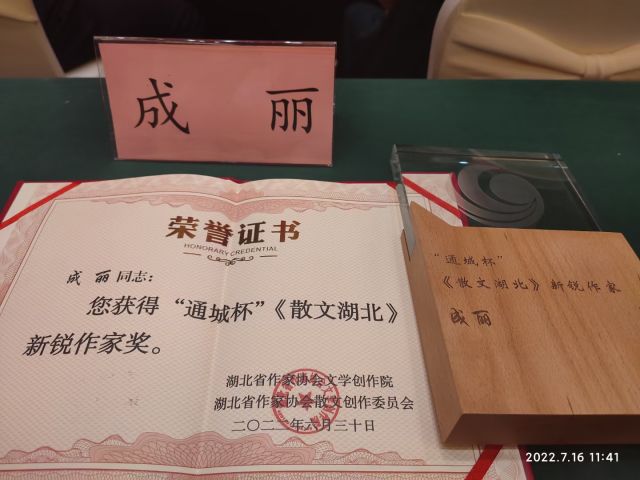 成 丽
荣誉证书
HONORARY CREDENTIAL
成 丽同志：
您获得“通城杯”《散文湖北》
新锐作家奖。
湖北省作家协会文学创作院
湖北省作家协会散文创作委员会
二〇二二年六月三十日
“通城杯”
《散文湖北》新锐作家
成丽
2022.7.16 11:41